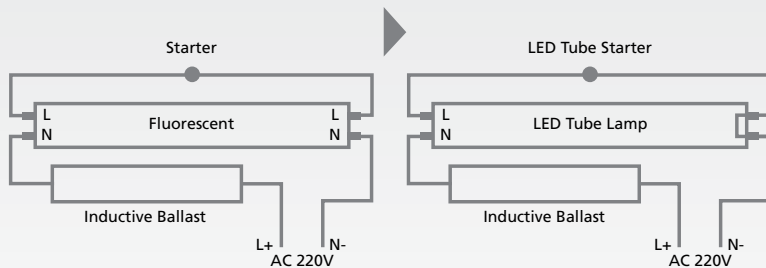 Starter
L
N
Fluorescent
L
N
Inductive Ballast
L+
N-
AC 220V
LED Tube Starter
L
N
LED Tube Lamp
Inductive Ballast
L+
N-
AC 220V